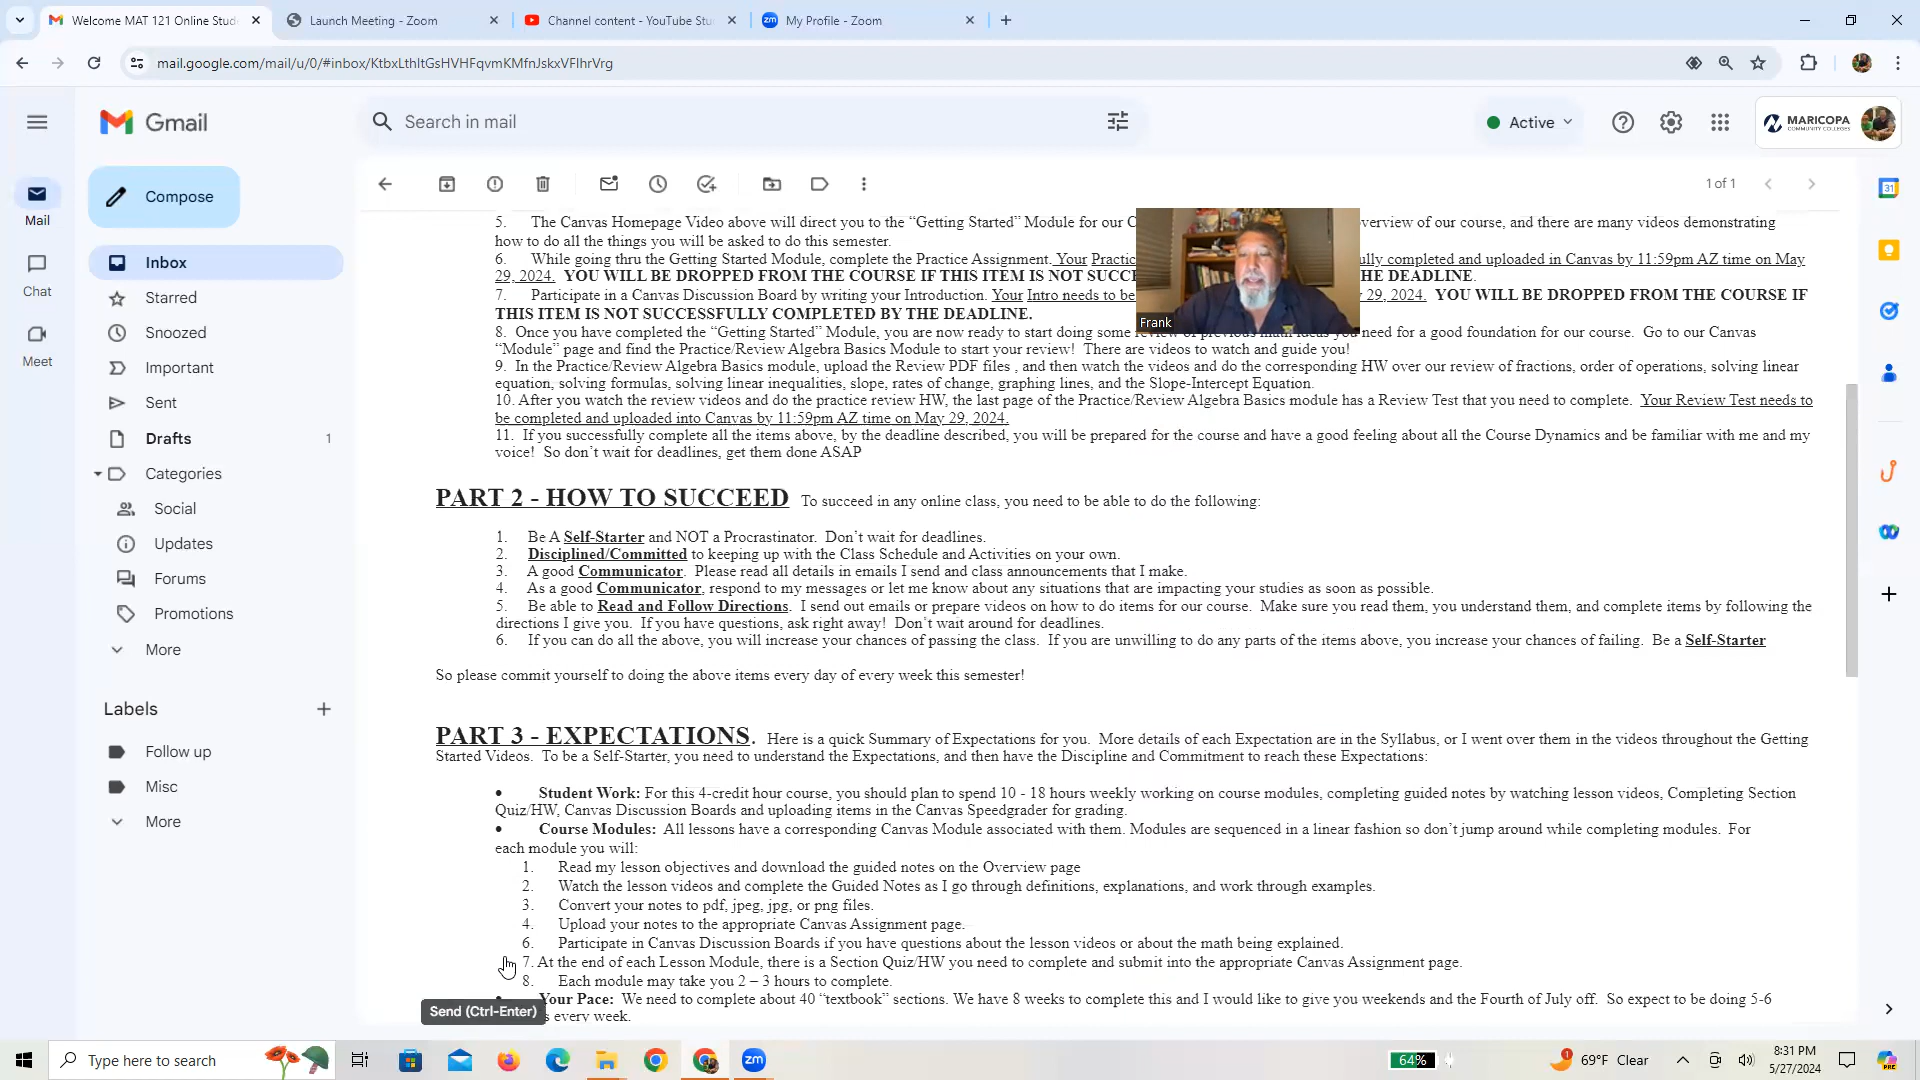 Welcome MAT 121 Online Stud
Launch Meeting - Zoom
Channel content - YouTube Stu
My Profile - Zoom
mail.google.com/mail/u/0/#inbox/KtbxLthltGsHVHFqvmKMfnJskxVFlhrVrg
Gmail
Search in mail
Active
MARICOPA
COMMUNITY COLLEGES
Compose
1 of 1
Mail
Chat
Meet
Inbox
Starred
Snoozed
Important
Sent
Drafts 1
Categories
Social
Updates
Forums
Promotions
More
Labels
Follow up
Misc
More
5. The Canvas Homepage Video above will direct you to the “Getting Started” Module for our C verview of our course, and there are many videos demonstrating
how to do all the things you will be asked to do this semester.
6. While going thru the Getting Started Module, complete the Practice Assignment. Your Practic lly completed and uploaded in Canvas by 11:59pm AZ time on May
29, 2024. YOU WILL BE DROPPED FROM THE COURSE IF THIS ITEM IS NOT SUCC HE DEADLINE.
7. Participate in a Canvas Discussion Board by writing your Introduction. Your Intro needs to be y 29, 2024. YOU WILL BE DROPPED FROM THE COURSE IF
THIS ITEM IS NOT SUCCESSFULLY COMPLETED BY THE DEADLINE.
Frank
8. Once you have completed the “Getting Started” Module, you are now ready to start doing some review of previous math ideas you need for a good foundation for our course. Go to our Canvas
“Module” page and find the Practice/Review Algebra Basics Module to start your review! There are videos to watch and guide you!
9. In the Practice/Review Algebra Basics module, upload the Review PDF files , and then watch the videos and do the corresponding HW over our review of fractions, order of operations, solving linear
equation, solving formulas, solving linear inequalities, slope, rates of change, graphing lines, and the Slope-Intercept Equation.
10. After you watch the review videos and do the practice review HW, the last page of the Practice/Review Algebra Basics module has a Review Test that you need to complete. Your Review Test needs to
be completed and uploaded into Canvas by 11:59pm AZ time on May 29, 2024.
11. If you successfully complete all the items above, by the deadline described, you will be prepared for the course and have a good feeling about all the Course Dynamics and be familiar with me and my
voice! So don’t wait for deadlines, get them done ASAP
PART 2 - HOW TO SUCCEED To succeed in any online class, you need to be able to do the following:
1. Be A Self-Starter and NOT a Procrastinator. Don’t wait for deadlines.
2. Disciplined/Committed to keeping up with the Class Schedule and Activities on your own.
3. A good Communicator. Please read all details in emails I send and class announcements that I make.
4. As a good Communicator, respond to my messages or let me know about any situations that are impacting your studies as soon as possible.
5. Be able to Read and Follow Directions. I send out emails or prepare videos on how to do items for our course. Make sure you read them, you understand them, and complete items by following the
directions I give you. If you have questions, ask right away! Don’t wait around for deadlines.
6. If you can do all the above, you will increase your chances of passing the class. If you are unwilling to do any parts of the items above, you increase your chances of failing. Be a Self-Starter
So please commit yourself to doing the above items every day of every week this semester!
PART 3 - EXPECTATIONS. Here is a quick Summary of Expectations for you. More details of each Expectation are in the Syllabus, or I went over them in the videos throughout the Getting
Started Videos. To be a Self-Starter, you need to understand the Expectations, and then have the Discipline and Commitment to reach these Expectations:
• Student Work: For this 4-credit hour course, you should plan to spend 10 - 18 hours weekly working on course modules, completing guided notes by watching lesson videos, Completing Section
Quiz/HW, Canvas Discussion Boards and uploading items in the Canvas Speedgrader for grading.
• Course Modules: All lessons have a corresponding Canvas Module associated with them. Modules are sequenced in a linear fashion so don’t jump around while completing modules. For
each module you will:
1. Read my lesson objectives and download the guided notes on the Overview page
2. Watch the lesson videos and complete the Guided Notes as I go through definitions, explanations, and work through examples.
3. Convert your notes to pdf, jpeg, jpg, or png files.
4. Upload your notes to the appropriate Canvas Assignment page.
6. Participate in Canvas Discussion Boards if you have questions about the lesson videos or about the math being explained.
7. At the end of each Lesson Module, there is a Section Quiz/HW you need to complete and submit into the appropriate Canvas Assignment page.
8. Each module may take you 2 – 3 hours to complete.
• Your Pace: We need to complete about 40 “textbook” sections. We have 8 weeks to complete this and I would like to give you weekends and the Fourth of July off. So expect to be doing 5-6
s every week.
Send (Ctrl-Enter)
Type here to search
64%
69°F Clear
8:31 PM
5/27/2024